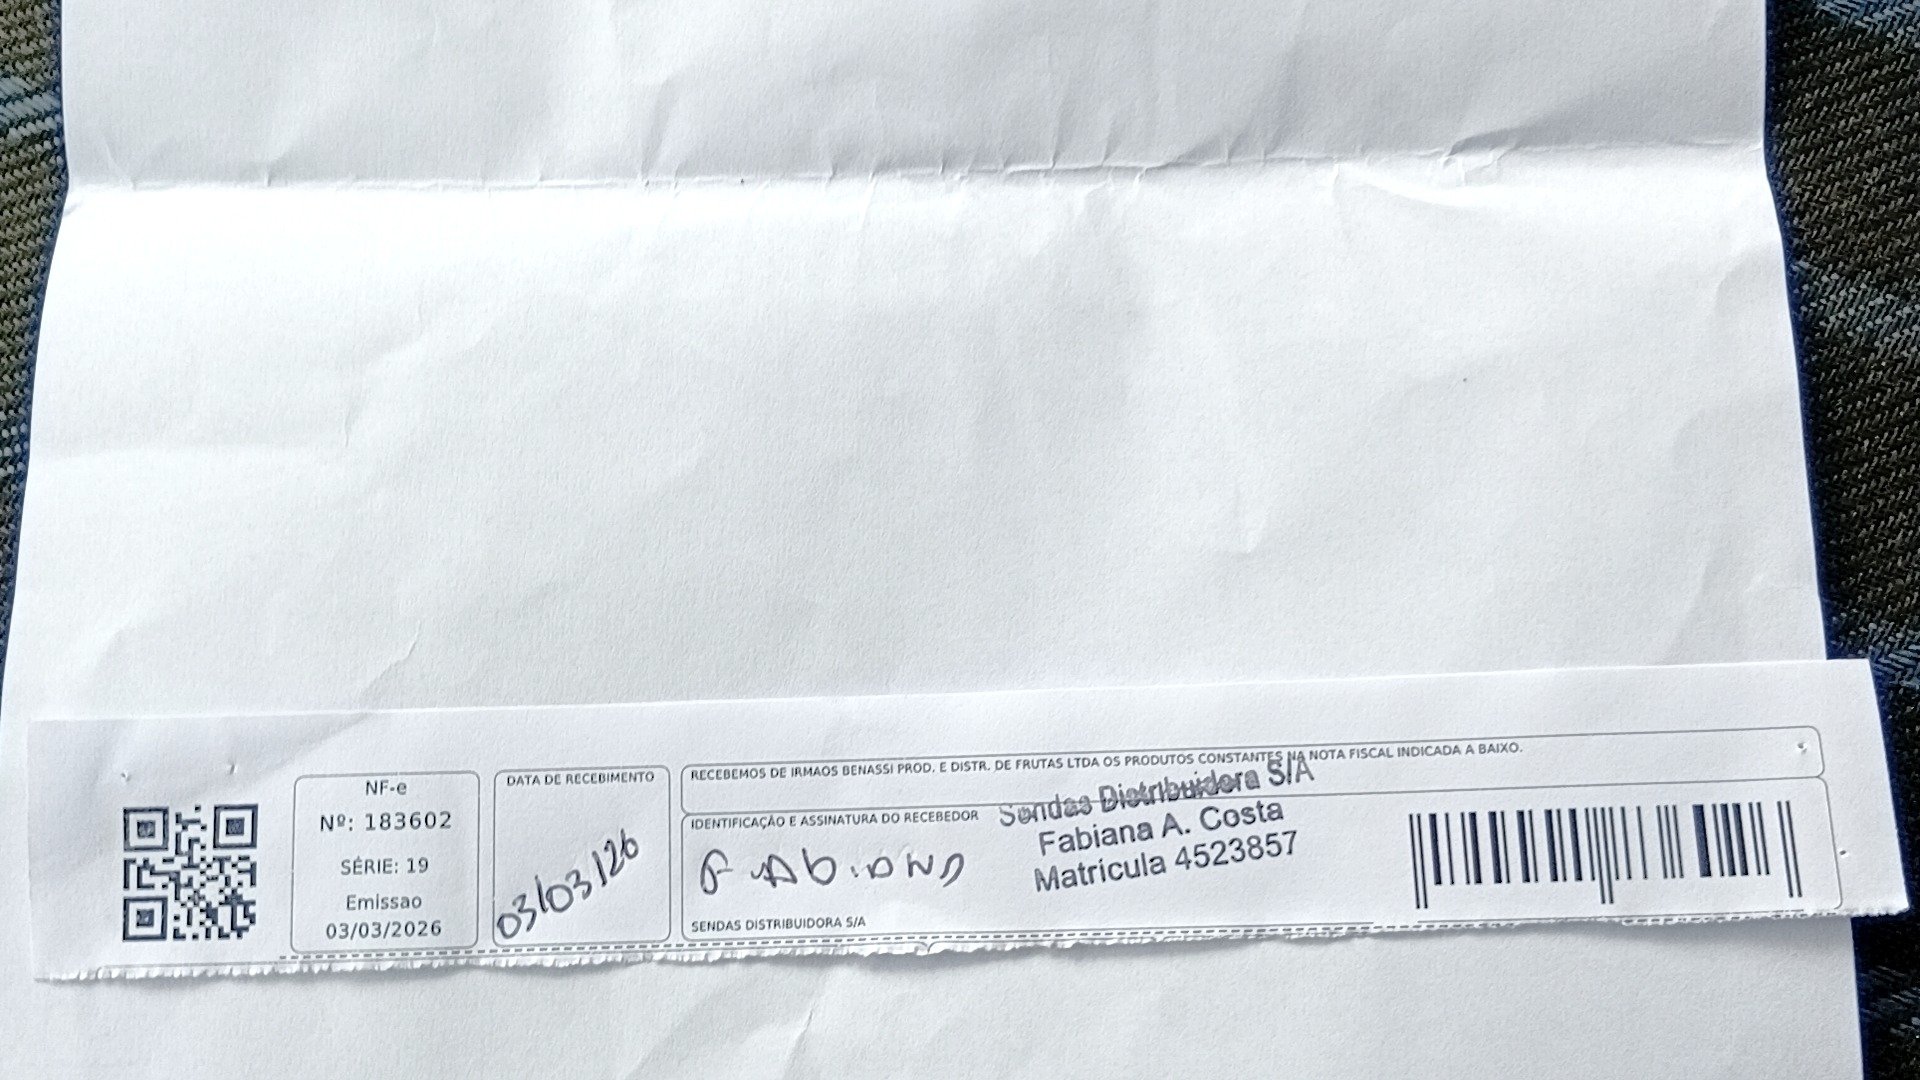 NF-e
Nº: 183602
SÉRIE: 19
Emissao
03/03/2026
DATA DE RECEBIMENTO
03/03/26
RECEBEMOS DE IRMAOS BENASSI PROD. E DISTR. DE FRUTAS LTDA OS PRODUTOS CONSTANTES NA NOTA FISCAL INDICADA A BAIXO.
IDENTIFICAÇÃO E ASSINATURA DO RECEBEDOR
Fabiana
Sendas Distribuidora S/A
Fabiana A. Costa
Matricula 4523857
SENDAS DISTRIBUIDORA S/A